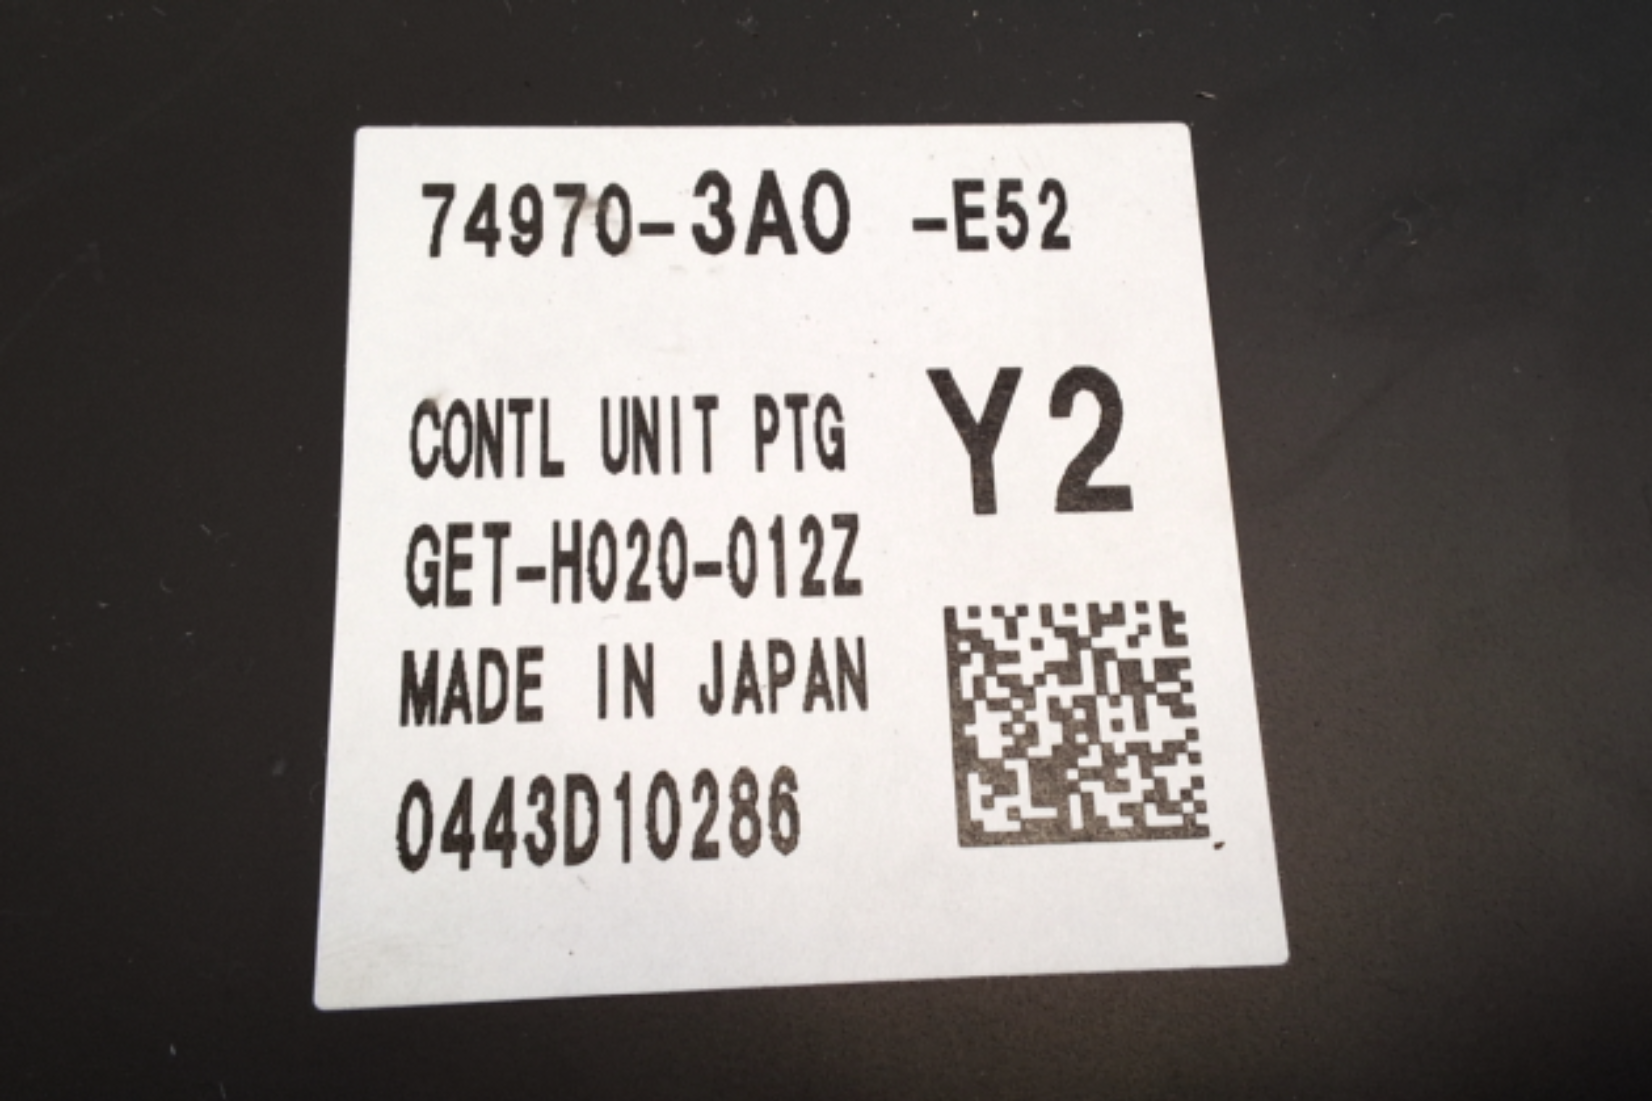 74970-3A0 -E52
Y2
CONTL UNIT PTG
GET-H020-012Z
MADE IN JAPAN
0443D10286